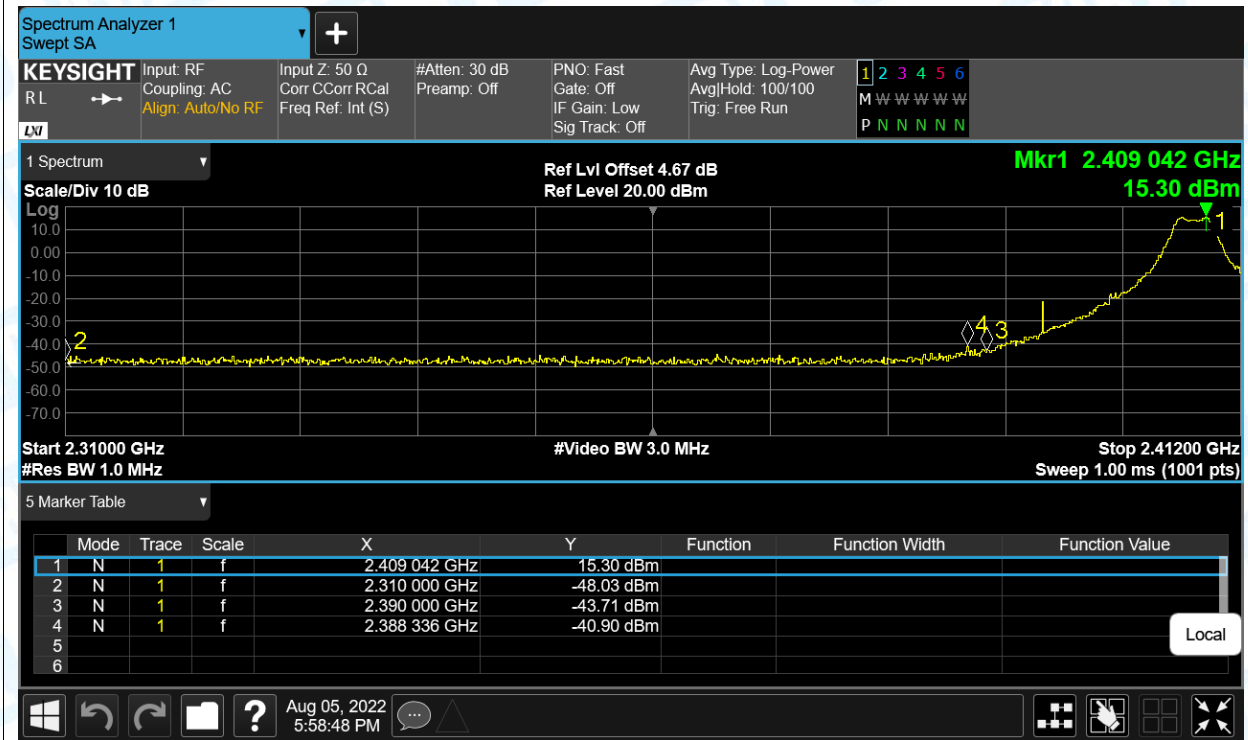 Spectrum Analyzer 1
Swept SA
KEYSIGHT Input: RF Input Z: 50 Ω #Atten: 30 dB PNO: Fast Avg Type: Log-Power 1 2 3 4 5 6
R L Coupling: AC Corr CCorr RCal Preamp: Off Gate: Off Avg|Hold: 100/100 M W W W W W W
Align: Auto/No RF Freq Ref: Int (S) IF Gain: Low Trig: Free Run P N N N N N N
LXI Sig Track: Off
1 Spectrum Ref Lvl Offset 4.67 dB Mkr1 2.409 042 GHz
Scale/Div 10 dB Ref Level 20.00 dBm 15.30 dBm
Log
10.0 1
0.00
-10.0
-20.0
-30.0 4 3
-40.0 2
-50.0
-60.0
-70.0
Start 2.31000 GHz #Video BW 3.0 MHz Stop 2.41200 GHz
#Res BW 1.0 MHz Sweep 1.00 ms (1001 pts)
5 Marker Table
Mode Trace Scale X Y Function Function Width Function Value
1 N 1 f 2.409 042 GHz 15.30 dBm
2 N 1 f 2.310 000 GHz -48.03 dBm
3 N 1 f 2.390 000 GHz -43.71 dBm
4 N 1 f 2.388 336 GHz -40.90 dBm
5 Local
6
? Aug 05, 2022
5:58:48 PM